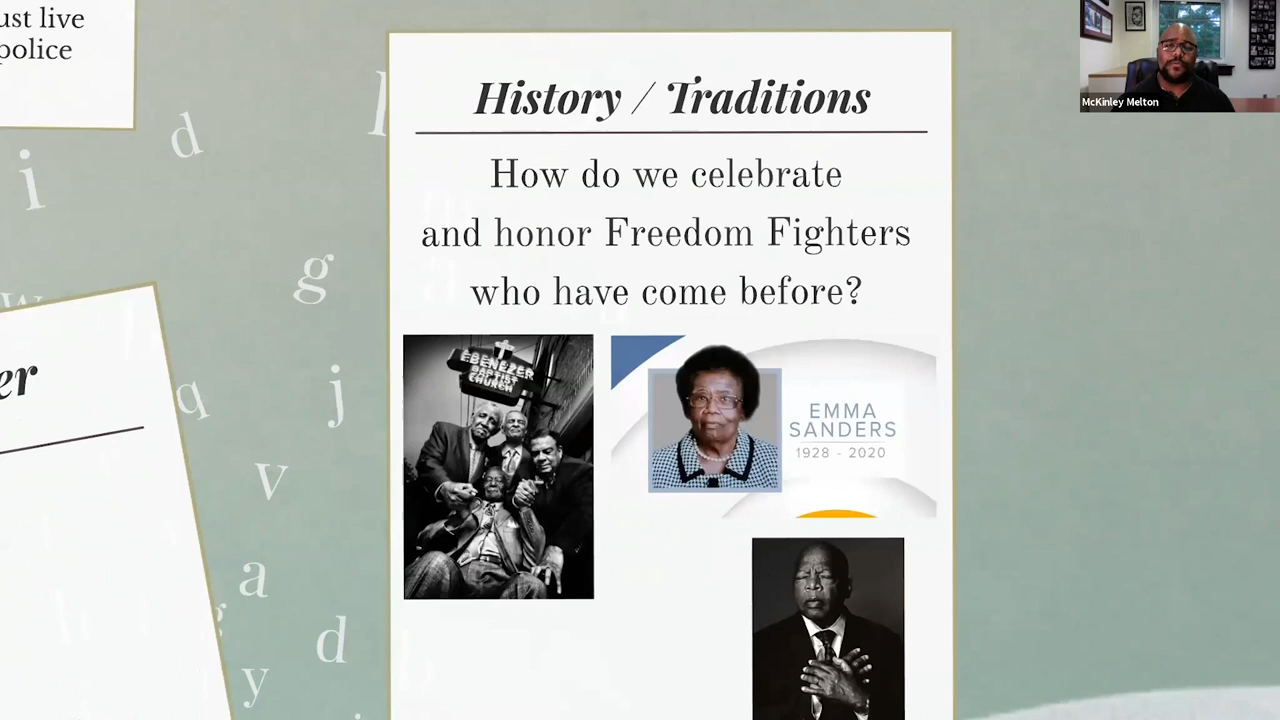 ust live
police
er
History / Traditions
How do we celebrate
and honor Freedom Fighters
who have come before?
EBENEZER
BAPTIST
CHURCH
EMMA
SANDERS
1928 - 2020
McKinley Melton
l
d
i
g
w
j
q
v
a
g
d
y